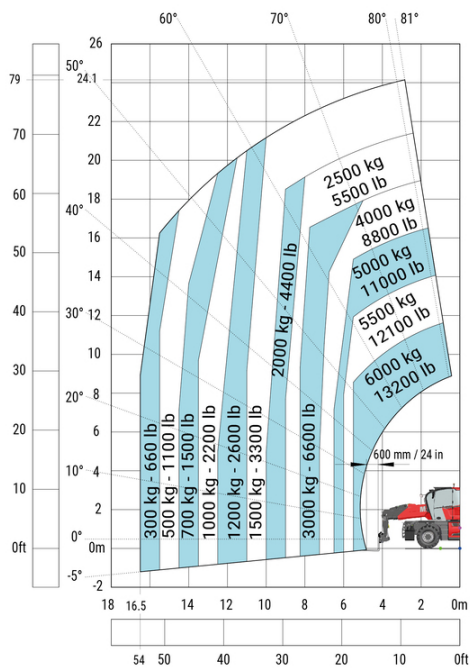 60°
70°
80°
81°
26
50°
79
24.1
22
70
20
2500 kg
5500 lb
60
18
4000 kg
8800 lb
40°
16
50
5000 kg
11000 lb
14
2000 kg - 4400 lb
40
30°
12
5500 kg
12100 lb
10
30
6000 kg
13200 lb
8
20°
20
6
600 mm / 24 in
10°
4
300 kg - 660 lb
500 kg - 1100 lb
700 kg - 1500 lb
1000 kg - 2200 lb
1200 kg - 2600 lb
1500 kg - 3300 lb
3000 kg - 6600 lb
10
2
0°
0ft
0m
-5°
-2
18 16.5 14 12 10 8 6 4 2 0m
54 50 40 30 20 10 0ft